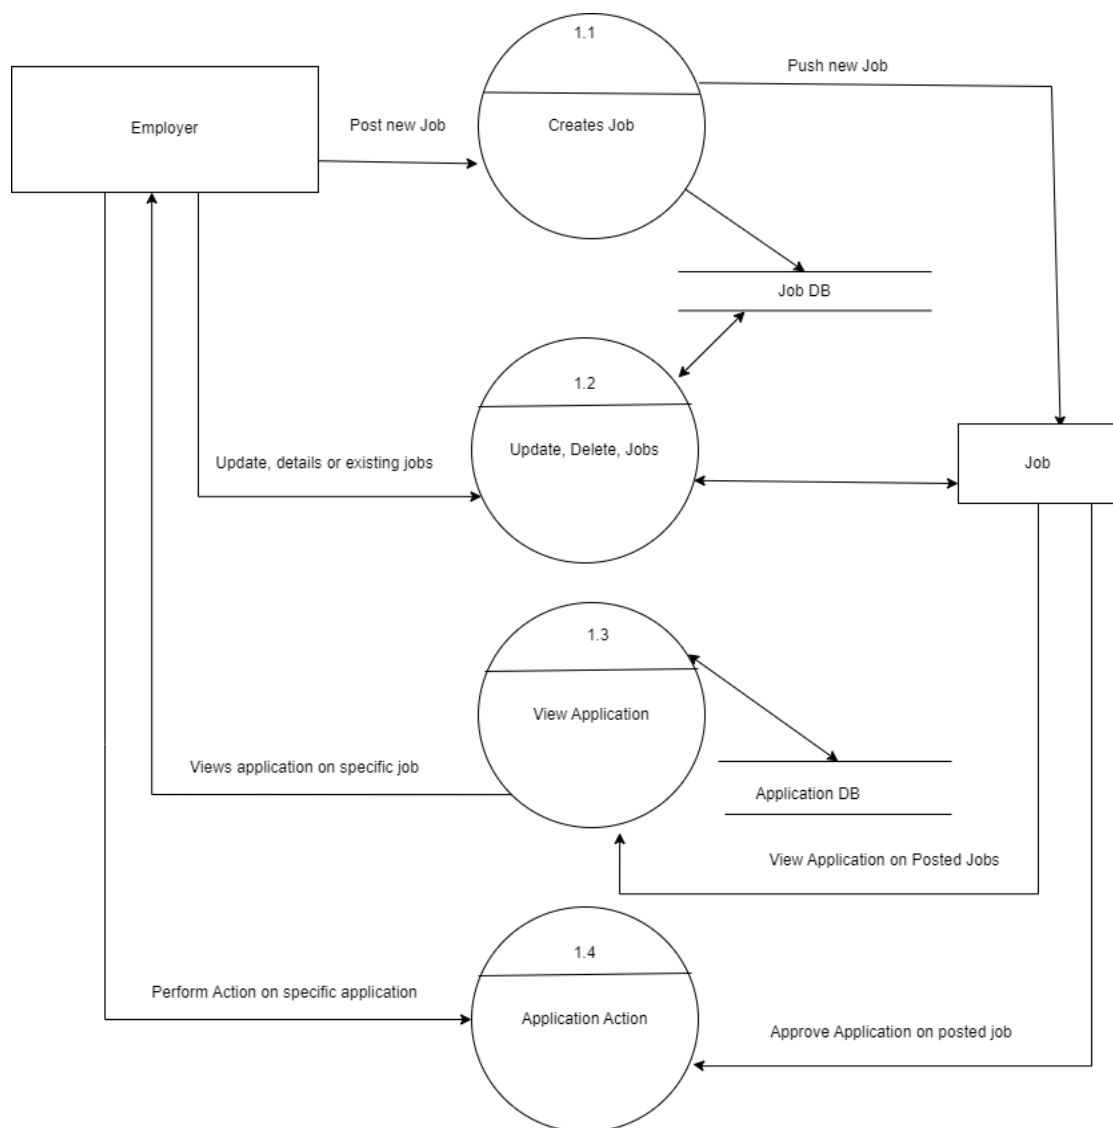 1.1
Push new Job
Employer
Post new Job
Creates Job
Job DB
1.2
Update, Delete, Jobs
Update, details or existing jobs
Job
1.3
View Application
Views application on specific job
Application DB
View Application on Posted Jobs
1.4
Perform Action on specific application
Application Action
Approve Application on posted job